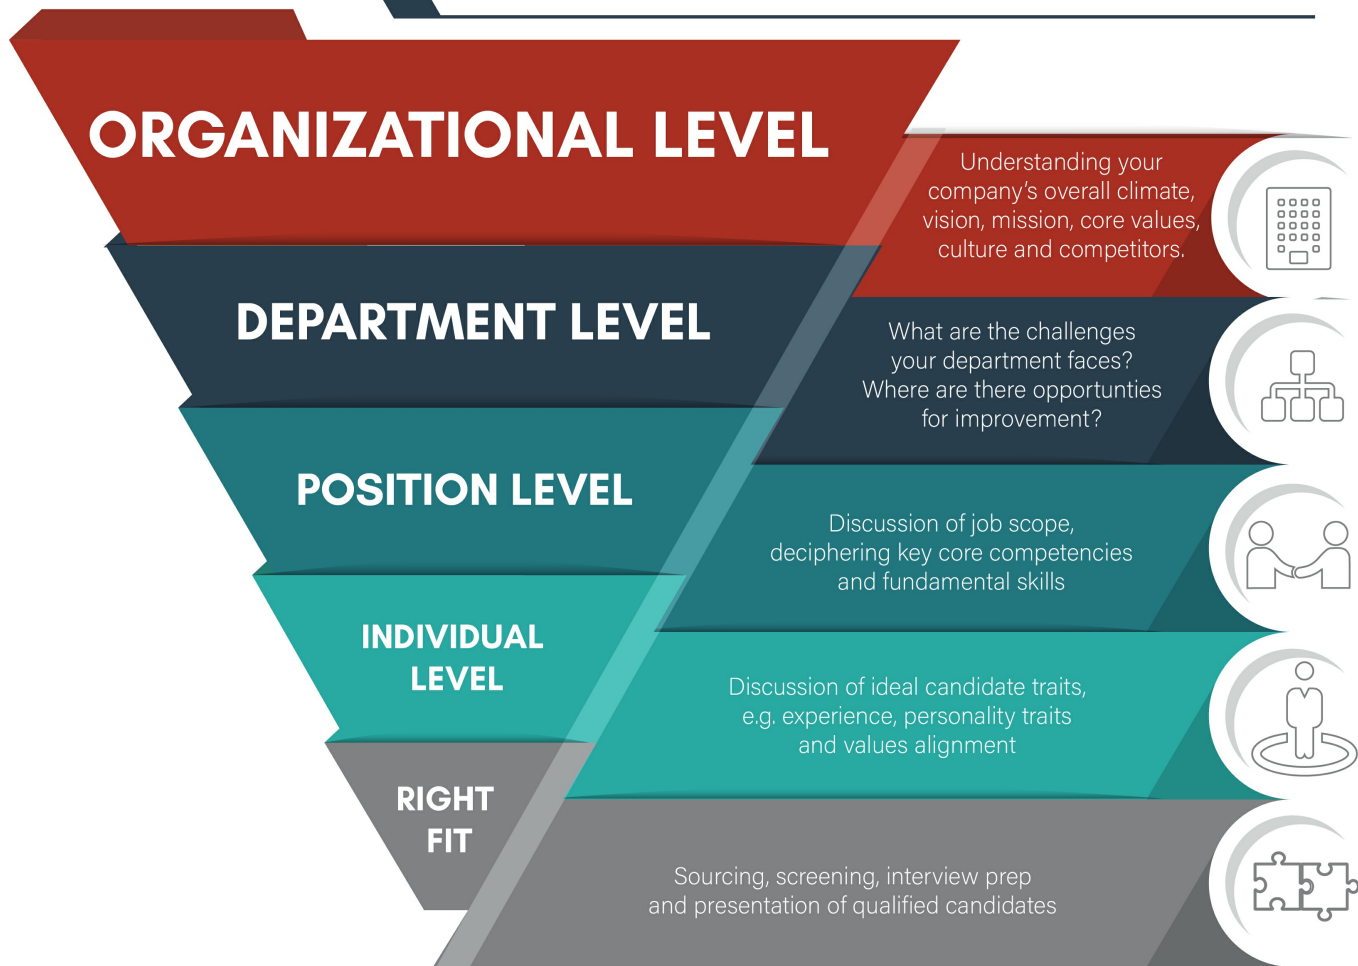 ORGANIZATIONAL LEVEL
Understanding your
company's overall climate,
vision, mission, core values,
culture and competitors.
DEPARTMENT LEVEL
What are the challenges
your department faces?
Where are there opportunties
for improvement?
POSITION LEVEL
Discussion of job scope,
deciphering key core competencies
and fundamental skills
INDIVIDUAL
LEVEL
Discussion of ideal candidate traits,
e.g. experience, personality traits
and values alignment
RIGHT
FIT
Sourcing, screening, interview prep
and presentation of qualified candidates